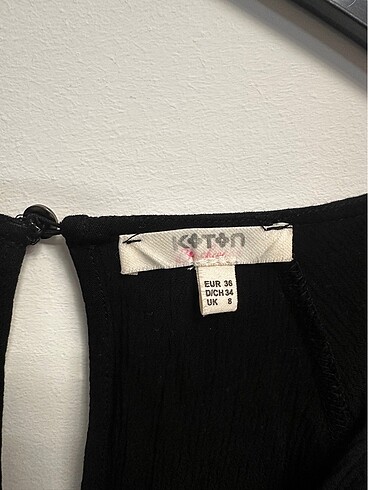 KOTON
EUR 36
D/CH 34
UK 8